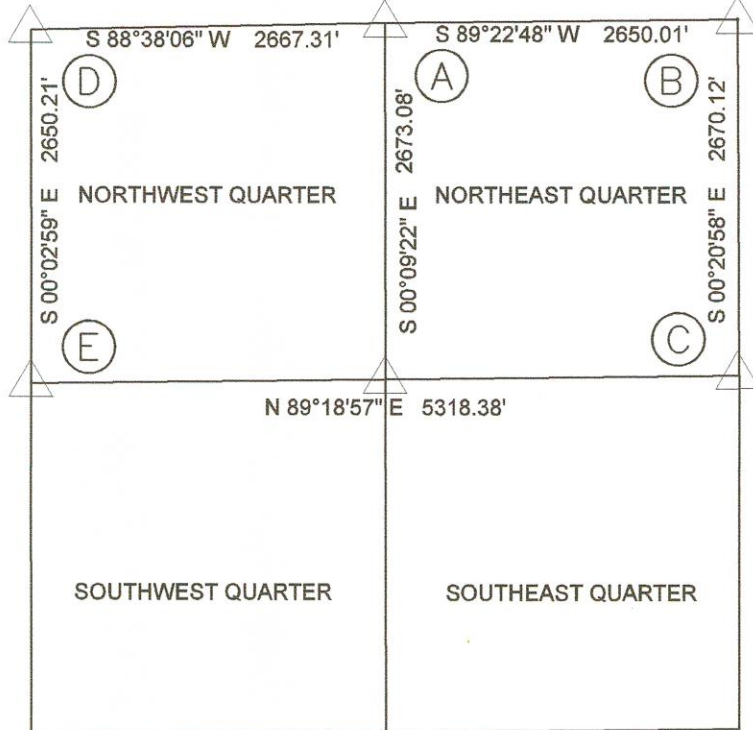 S 88°38'06" W 2667.31'
S 89°22'48" W 2650.01'
D
A
B
S 00°02'59" E 2650.21'
S 00°09'22" E 2673.08'
S 00°20'58" E 2670.12'
NORTHWEST QUARTER
NORTHEAST QUARTER
E
C
N 89°18'57" E 5318.38'
SOUTHWEST QUARTER
SOUTHEAST QUARTER